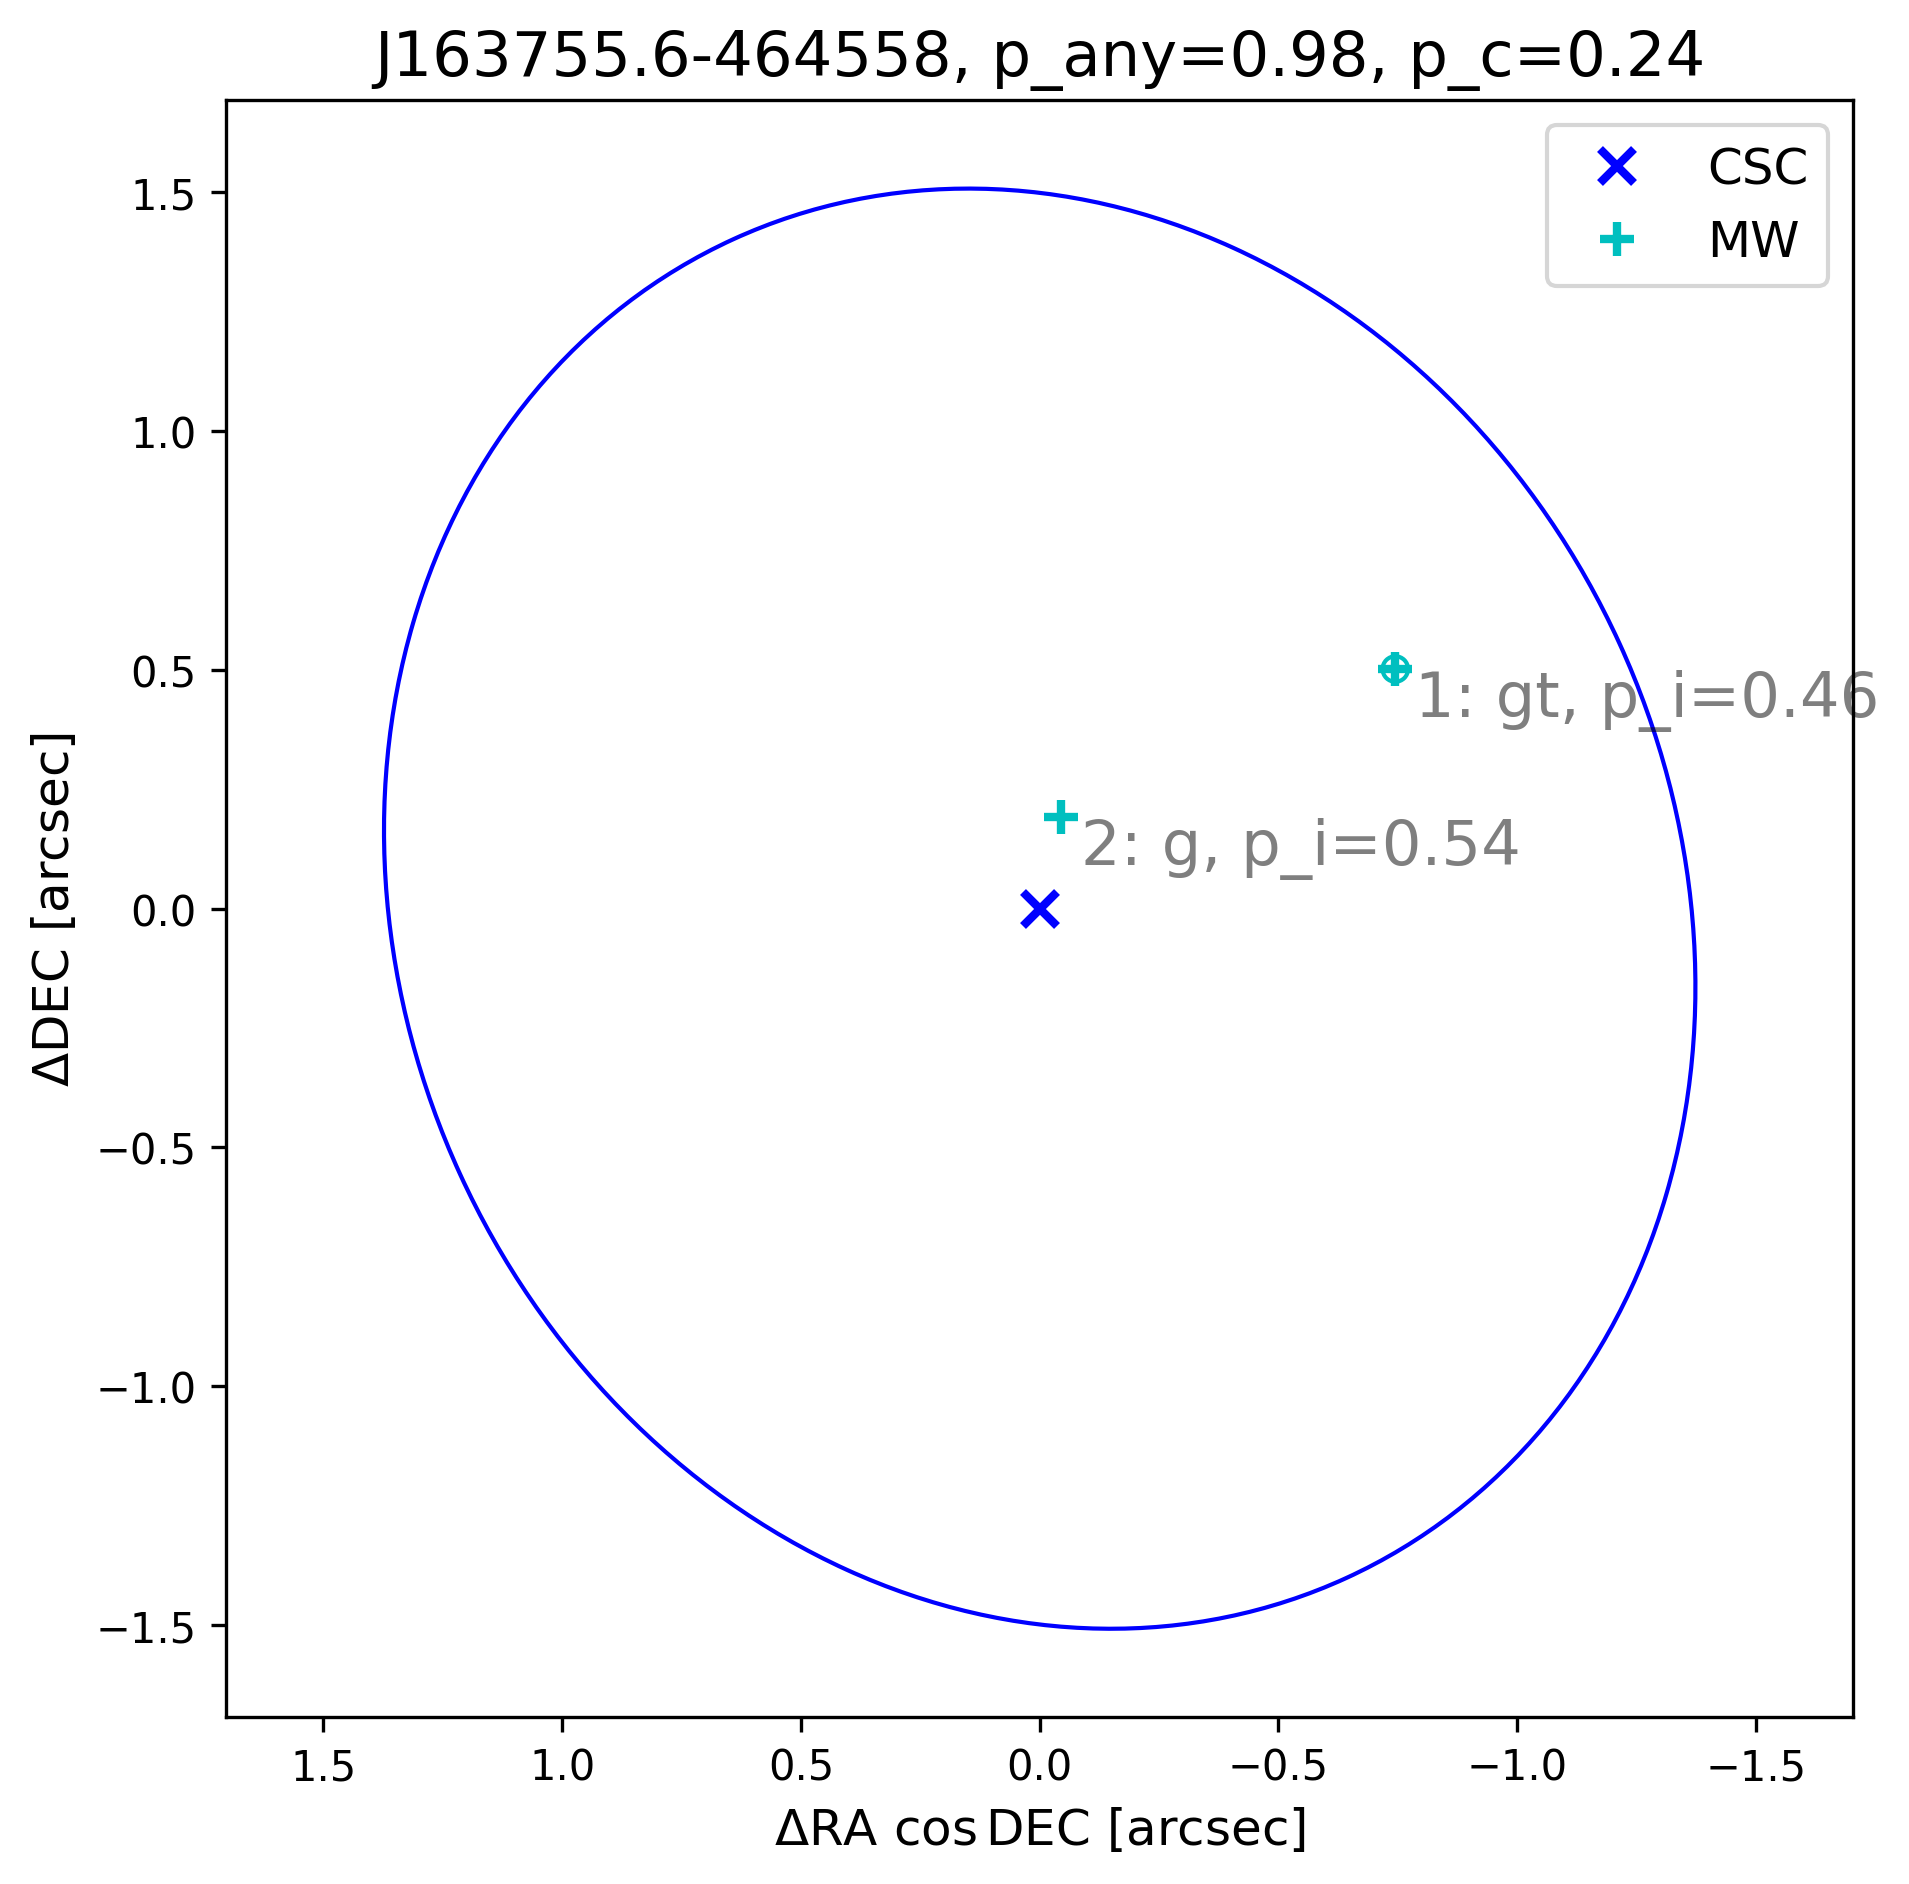 J163755.6-464558, p_any=0.98, p_c=0.24
CSC
MW
1.5
1.0
0.5
0.0
−0.5
−1.0
−1.5
ΔDEC [arcsec]
1: gt, p_i=0.46
2: g, p_i=0.54
1.5 1.0 0.5 0.0 −0.5 −1.0 −1.5
ΔRA cos DEC [arcsec]